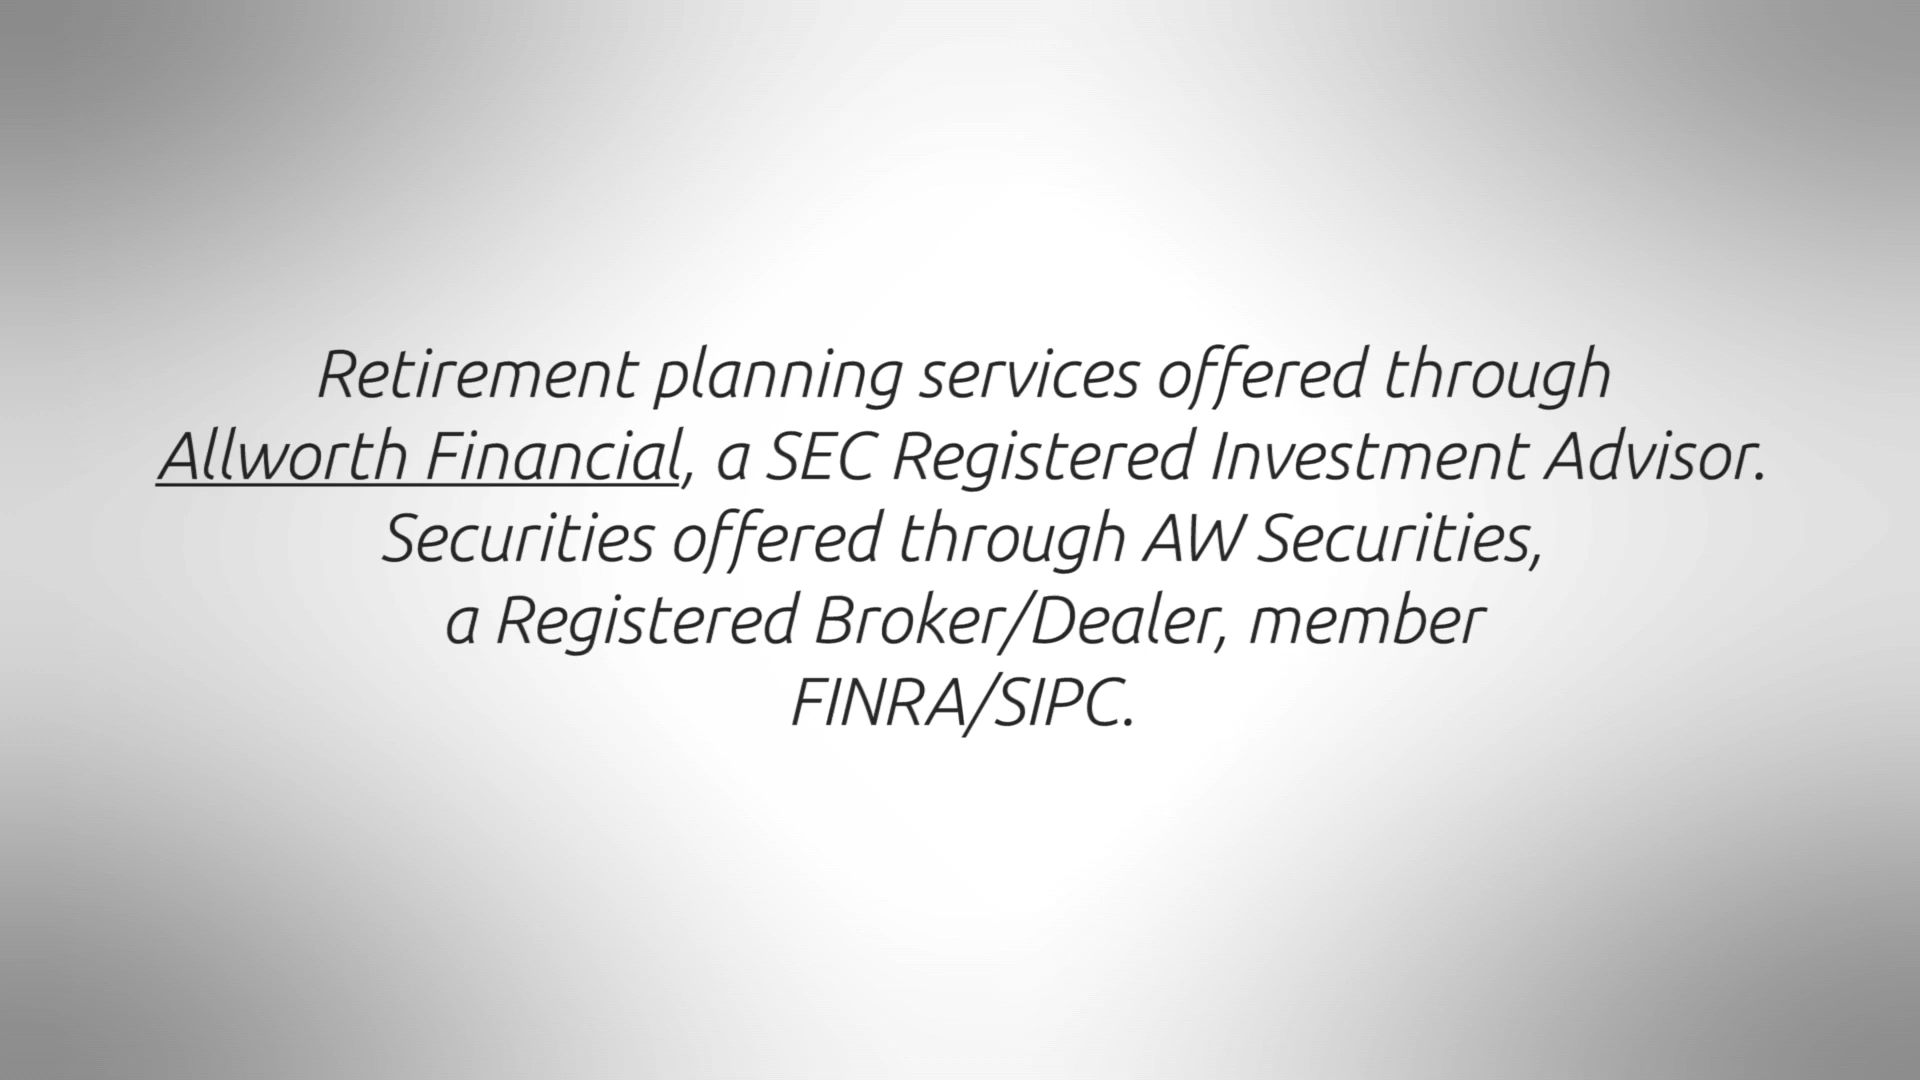 Retirement planning services offered through
Allworth Financial, a SEC Registered Investment Advisor.
Securities offered through AW Securities,
a Registered Broker/Dealer, member
FINRA/SIPC.